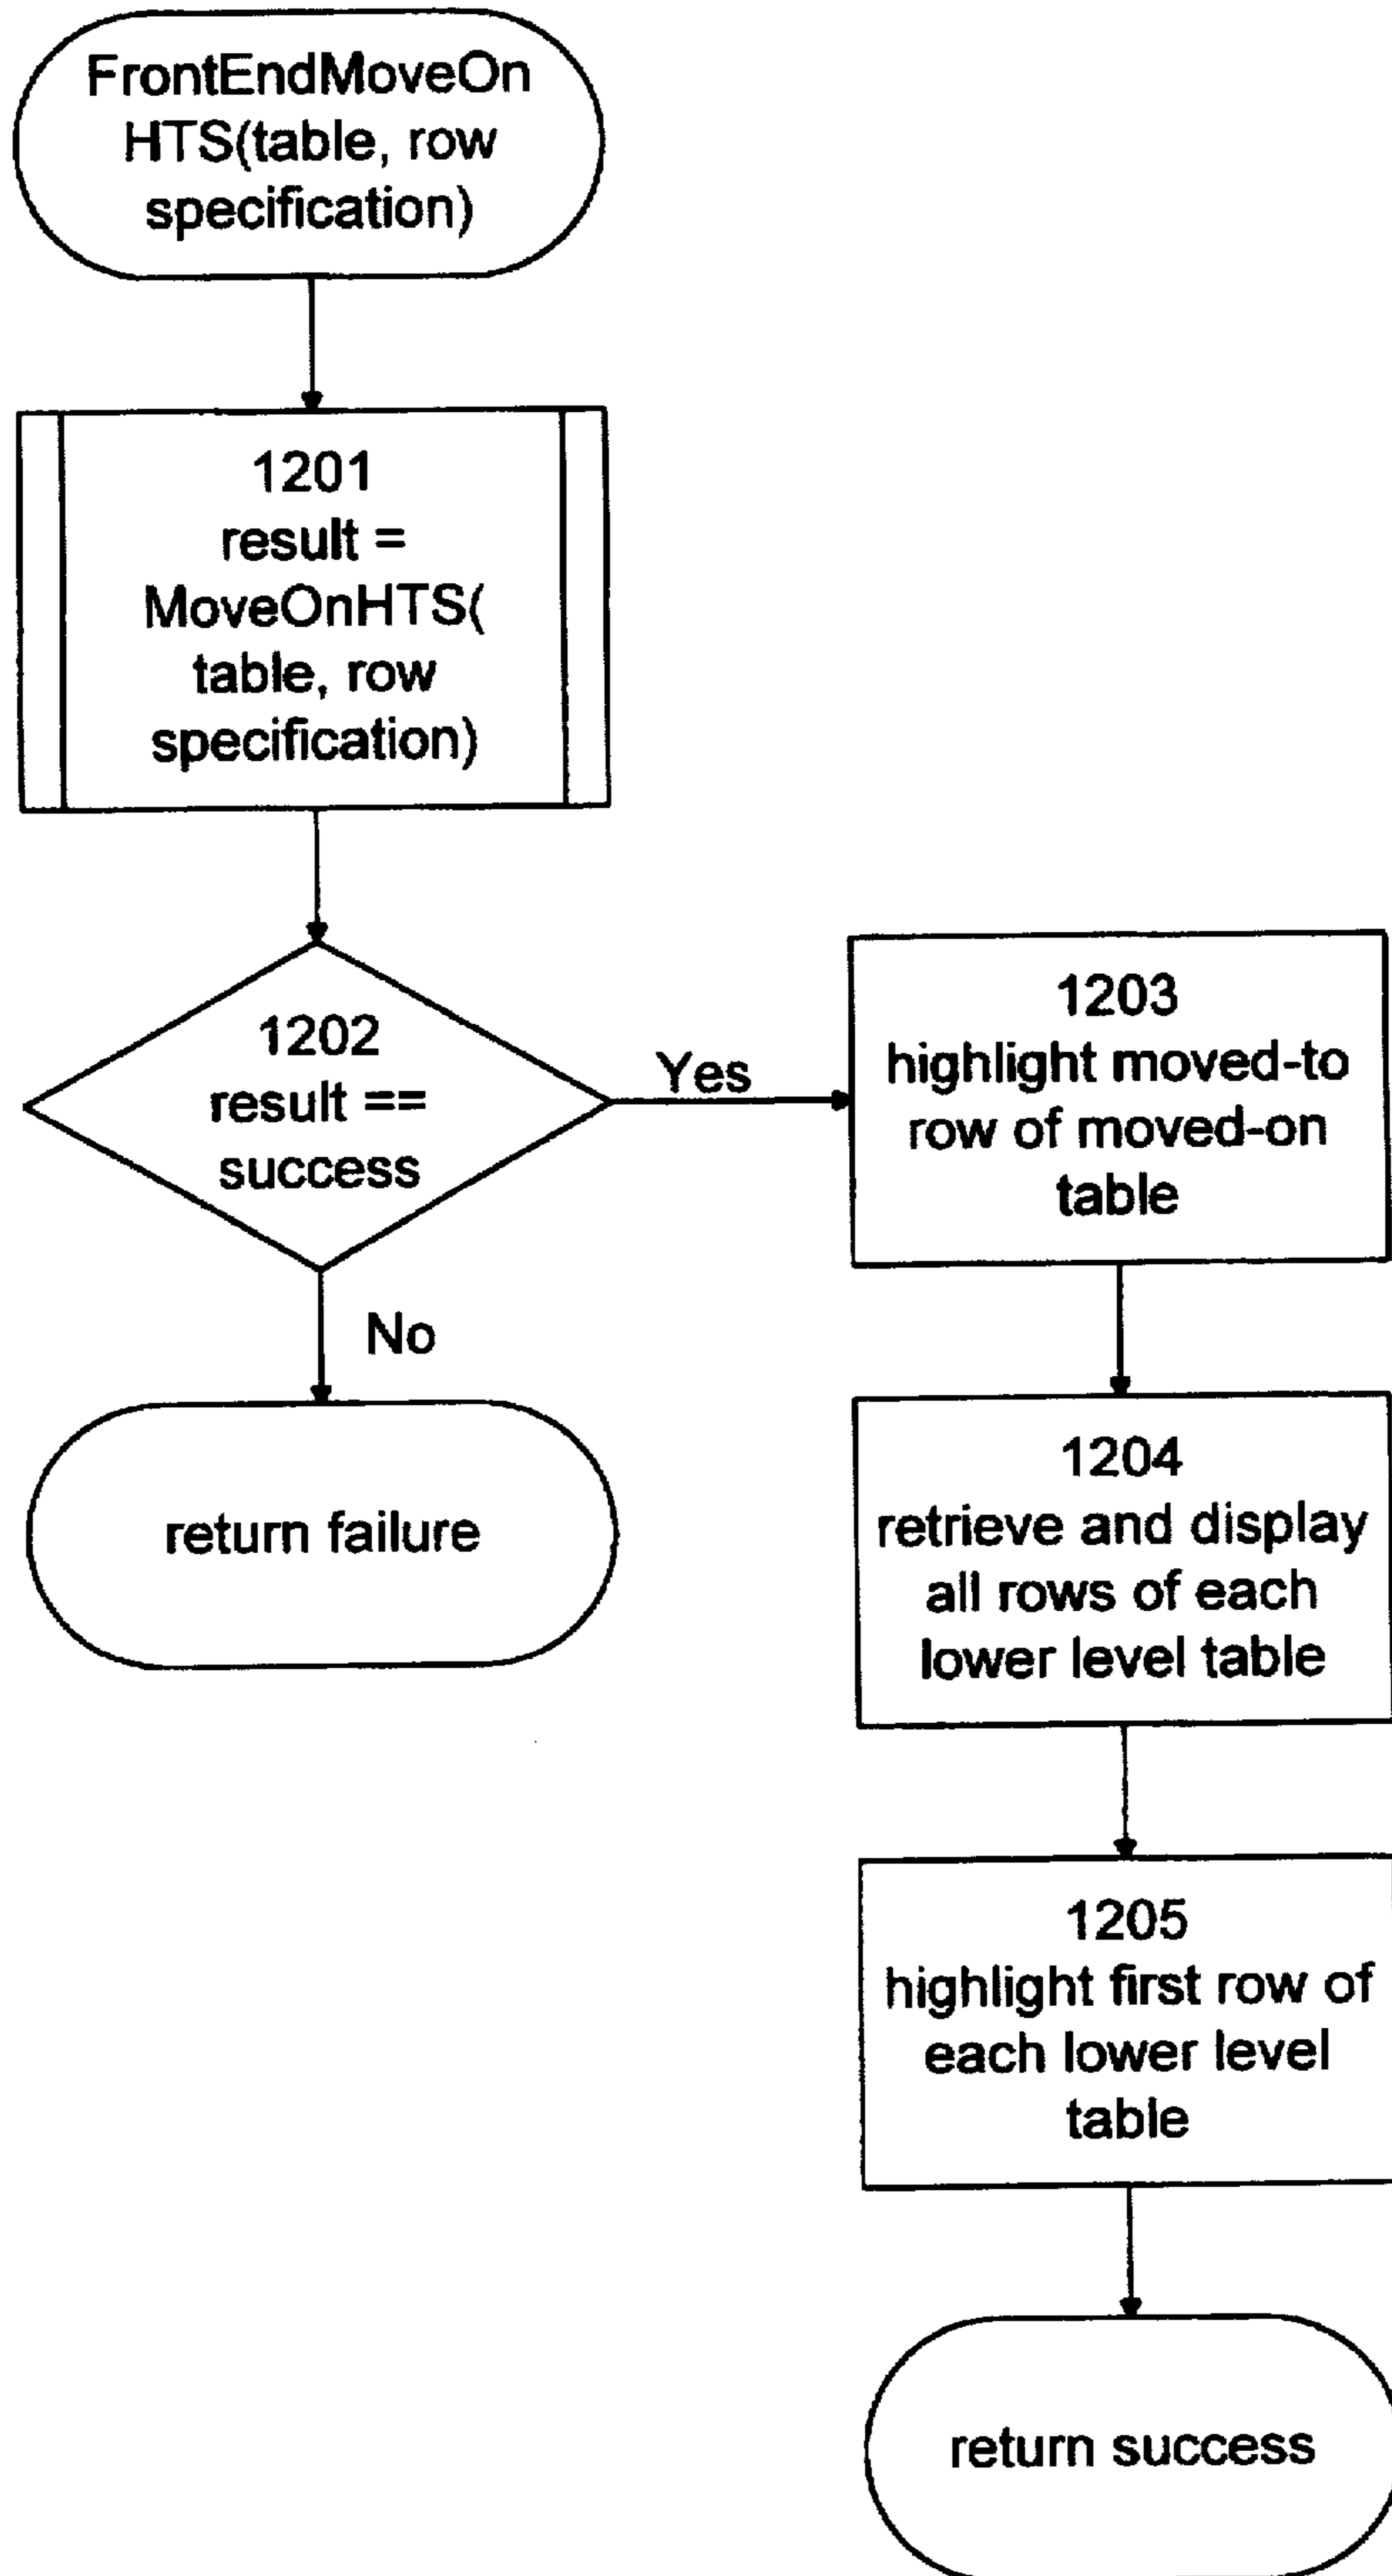 FrontEndMoveOn
HTS(table, row
specification)
1201
result =
MoveOnHTS(
table, row
specification)
1202
result ==
success
Yes
No
return failure
1203
highlight moved-to
row of moved-on
table
1204
retrieve and display
all rows of each
lower level table
1205
highlight first row of
each lower level
table
return success